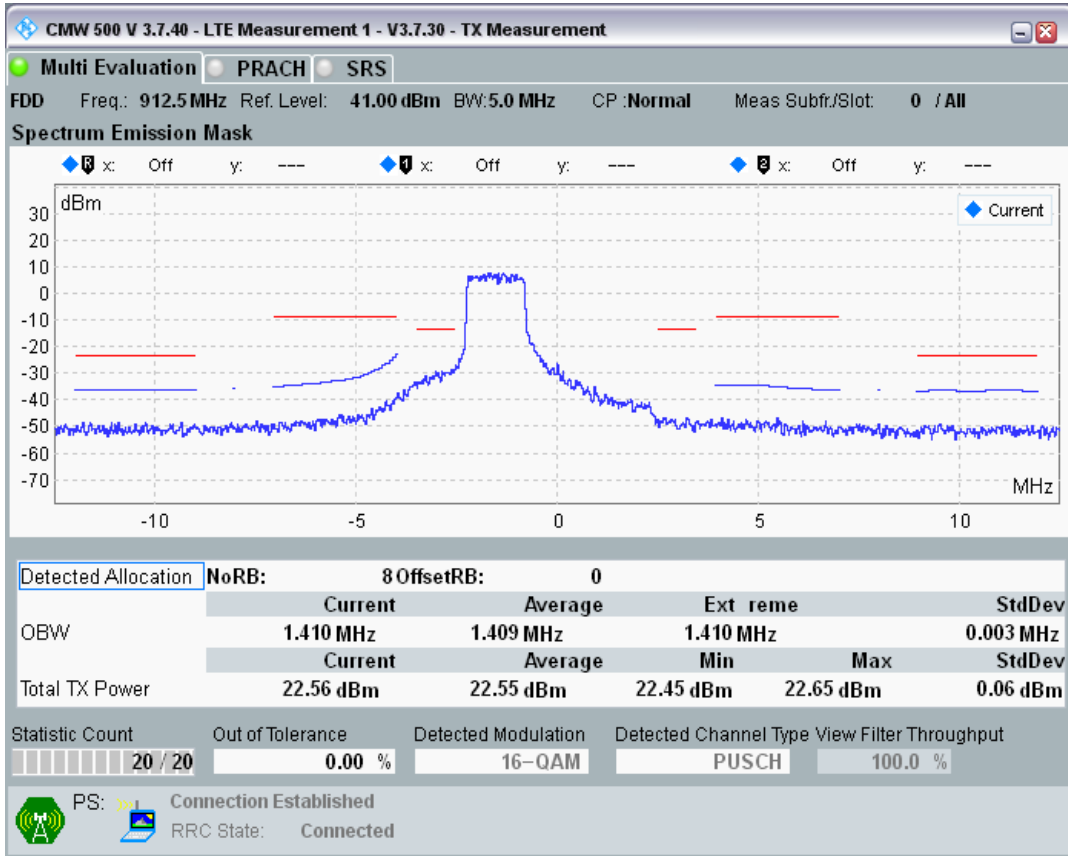 CMW 500 V 3.7.40 - LTE Measurement 1 - V3.7.30 - TX Measurement
Multi Evaluation PRACH SRS
FDD Freq.: 912.5 MHz Ref. Level: 41.00 dBm BW: 5.0 MHz CP : Normal Meas Subfr./Slot: 0 / All
Spectrum Emission Mask
R x: Off y: --- 1 x: Off y: --- 2 x: Off y: ---
dBm
Current
30
20
10
0
-10
-20
-30
-40
-50
-60
-70
MHz
-10 -5 0 5 10
Detected Allocation NoRB: 8 OffsetRB: 0
Current Average Ext reme StdDev
OBW 1.410 MHz 1.409 MHz 1.410 MHz 0.003 MHz
Current Average Min Max StdDev
Total TX Power 22.56 dBm 22.55 dBm 22.45 dBm 22.65 dBm 0.06 dBm
Statistic Count Out of Tolerance Detected Modulation Detected Channel Type View Filter Throughput
20 / 20 0.00 % 16-QAM PUSCH 100.0 %
PS: Connection Established
RRC State: Connected